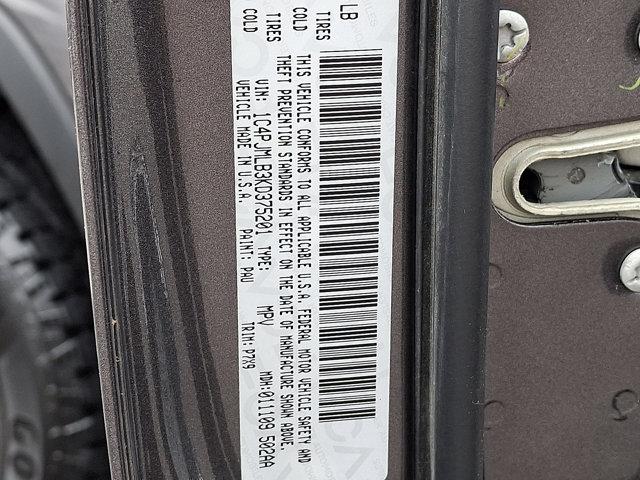 LB
TIRES COLD
TIRES COLD
THIS VEHICLE CONFORMS TO ALL APPLICABLE U.S.A. FEDERAL MOTOR VEHICLE SAFETY AND
THEFT PREVENTION STANDARDS IN EFFECT ON THE DATE OF MANUFACTURE SHOWN ABOVE.
VIN: 1C4PJMLB3KD375201 TYPE: MPV MDH:011109 502AA
VEHICLE MADE IN U.S.A. PAINT: PAU TRIM: P7X9
GO